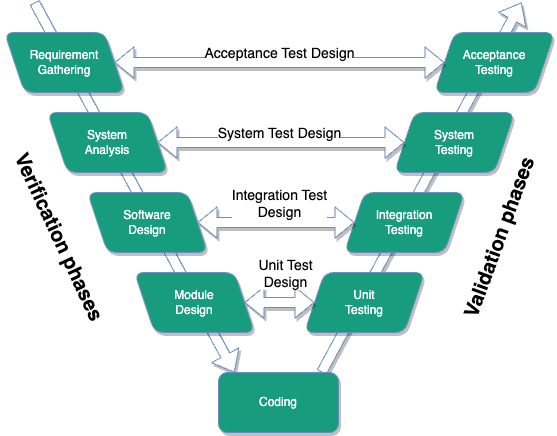 Requirement
Gathering
Acceptance Test Design
Acceptance
Testing
System
Analysis
System Test Design
System
Testing
Verification phases
Validation phases
Software
Design
Integration Test
Design
Integration
Testing
Module
Design
Unit Test
Design
Unit
Testing
Coding